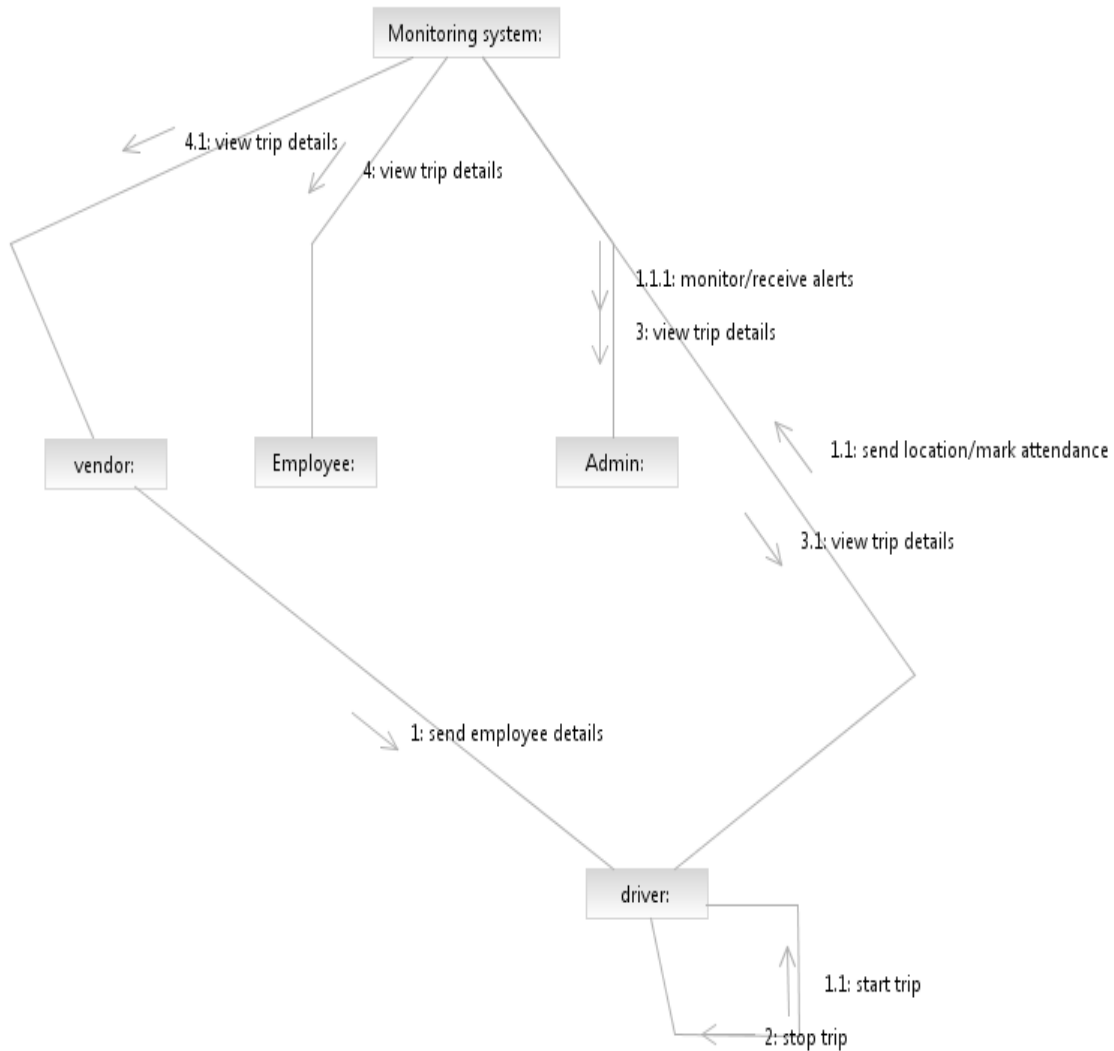 Monitoring system:
4.1: view trip details
4: view trip details
1.1.1: monitor/receive alerts
3: view trip details
1.1: send location/mark attendance
vendor:
Employee:
Admin:
3.1: view trip details
1: send employee details
driver:
1.1: start trip
2: stop trip